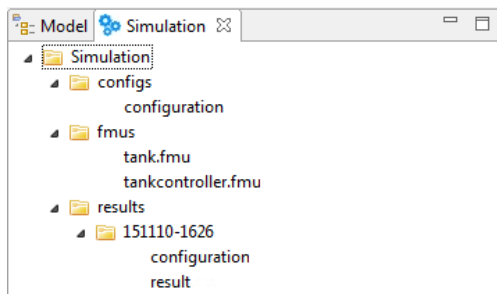 Model Simulation
Simulation
configs
configuration
fmus
tank.fmu
tankcontroller.fmu
results
151110-1626
configuration
result